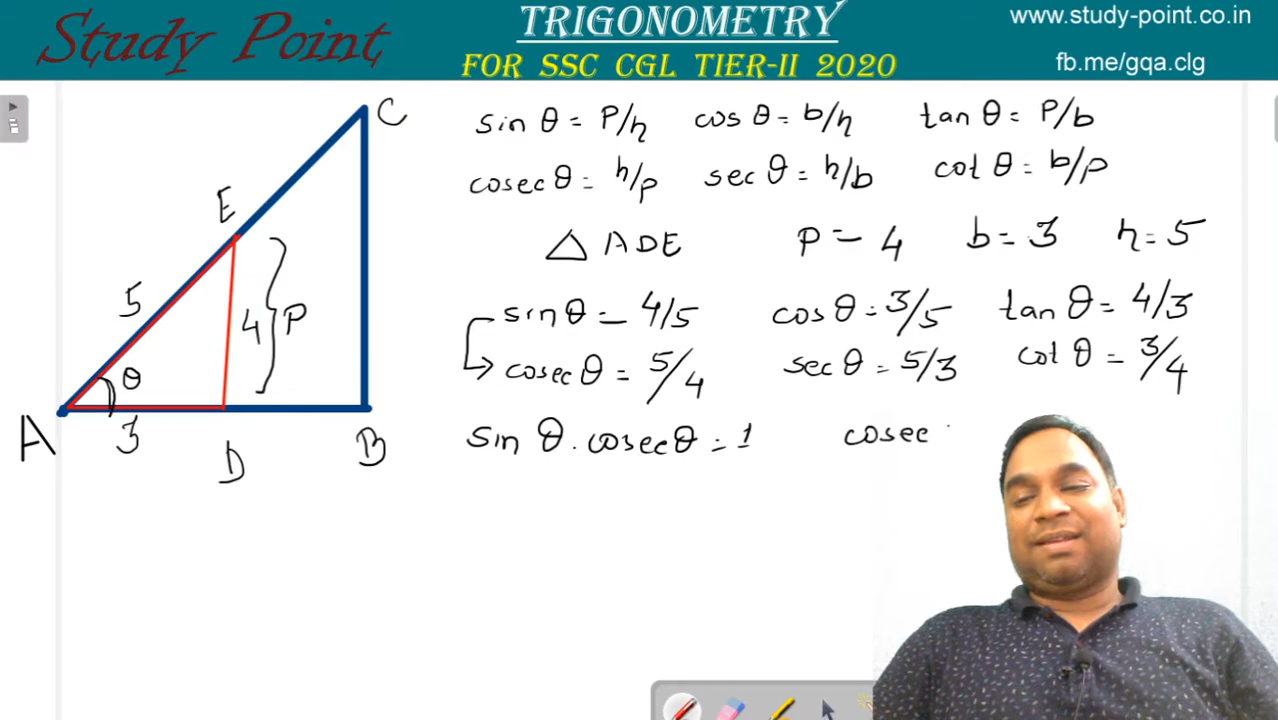 Study Point
TRIGONOMETRY
FOR SSC CGL TIER-II 2020
www.study-point.co.in
fb.me/gqa.clg
C
E
5
4
P
θ
A
3
D
B
sin θ = P/h cos θ = b/h tan θ = P/b
cosec θ = h/p sec θ = h/b cot θ = b/p
△ ADE P = 4 b = 3 h = 5
sin θ = 4/5 cos θ = 3/5 tan θ = 4/3
cosec θ = 5/4 sec θ = 5/3 cot θ = 3/4
sin θ . cosec θ = 1 cosec